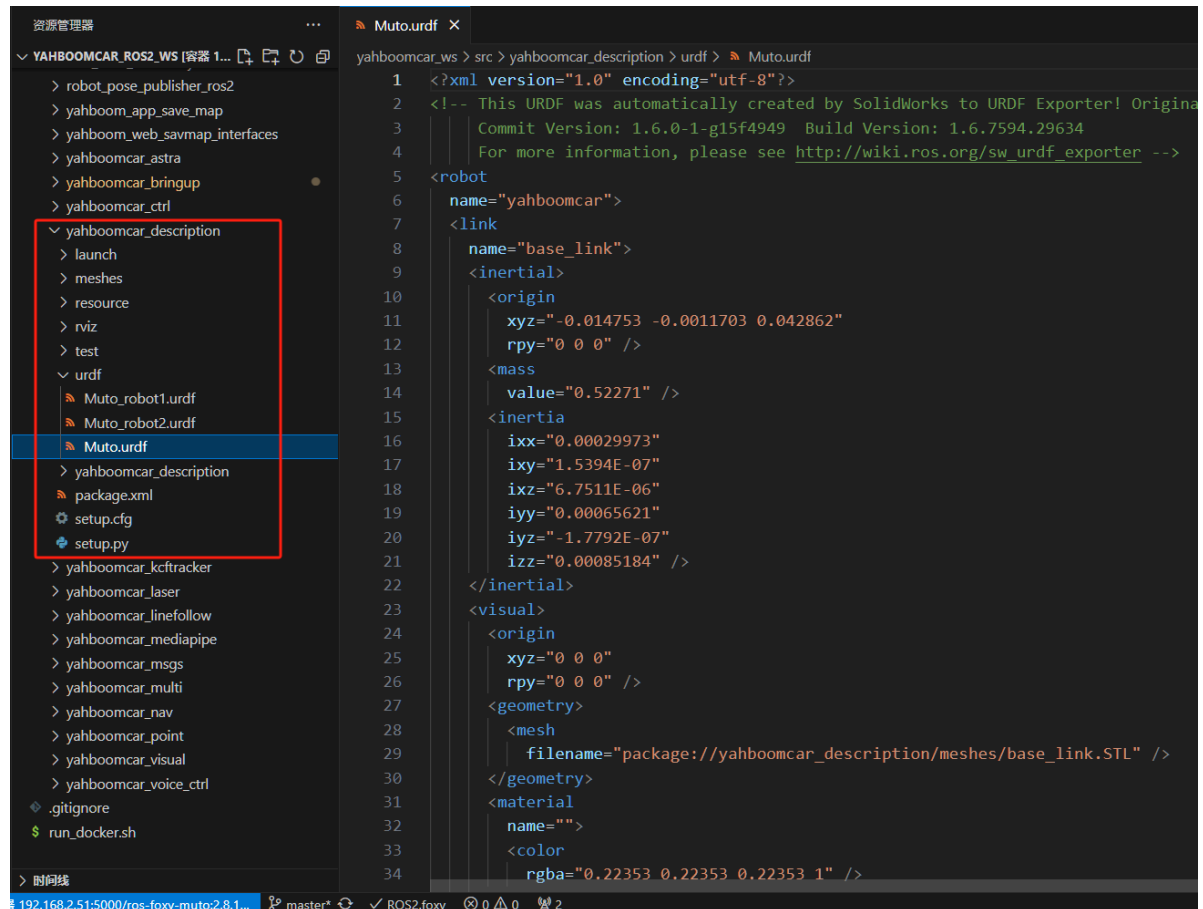 资源管理器
YAHBOOMCAR_ROS2_WS [容器 1...
robot_pose_publisher_ros2
yahboom_app_save_map
yahboom_web_savmap_interfaces
yahboomcar_astra
yahboomcar_bringup
yahboomcar_ctrl
yahboomcar_description
launch
meshes
resource
rviz
test
urdf
Muto_robot1.urdf
Muto_robot2.urdf
Muto.urdf
yahboomcar_description
package.xml
setup.cfg
setup.py
yahboomcar_kcftracker
yahboomcar_laser
yahboomcar_linefollow
yahboomcar_mediapipe
yahboomcar_msgs
yahboomcar_multi
yahboomcar_nav
yahboomcar_point
yahboomcar_visual
yahboomcar_voice_ctrl
.gitignore
$ run_docker.sh
时间线
Muto.urdf
yahboomcar_ws > src > yahboomcar_description > urdf > Muto.urdf
1 <?xml version="1.0" encoding="utf-8"?>
2 <!-- This URDF was automatically created by SolidWorks to URDF Exporter! Origina
3 Commit Version: 1.6.0-1-g15f4949 Build Version: 1.6.7594.29634
4 For more information, please see http://wiki.ros.org/sw_urdf_exporter -->
5 <robot
6 name="yahboomcar">
7 <link
8 name="base_link">
9 <inertial>
10 <origin
11 xyz="-0.014753 -0.0011703 0.042862"
12 rpy="0 0 0" />
13 <mass
14 value="0.52271" />
15 <inertia
16 ixx="0.00029973"
17 ixy="1.5394E-07"
18 ixz="6.7511E-06"
19 iyy="0.00065621"
20 iyz="-1.7792E-07"
21 izz="0.00085184" />
22 </inertial>
23 <visual>
24 <origin
25 xyz="0 0 0"
26 rpy="0 0 0" />
27 <geometry>
28 <mesh
29 filename="package://yahboomcar_description/meshes/base_link.STL" />
30 </geometry>
31 <material
32 name="">
33 <color
34 rgba="0.22353 0.22353 0.22353 1" />
192.168.2.51:5000/ros-foxy-muto:2.8.1... master* ROS2.foxy 0 0 2